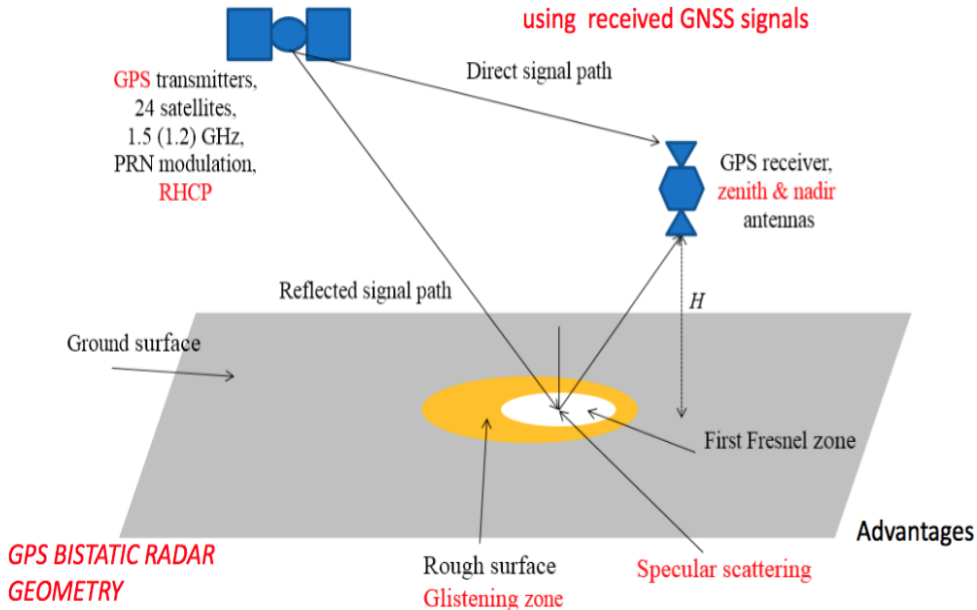 using received GNSS signals
Direct signal path
GPS transmitters,
24 satellites,
1.5 (1.2) GHz,
PRN modulation,
RHCP
GPS receiver,
zenith & nadir
antennas
Reflected signal path
H
Ground surface
First Fresnel zone
Advantages
GPS BISTATIC RADAR
GEOMETRY
Rough surface
Glistening zone
Specular scattering